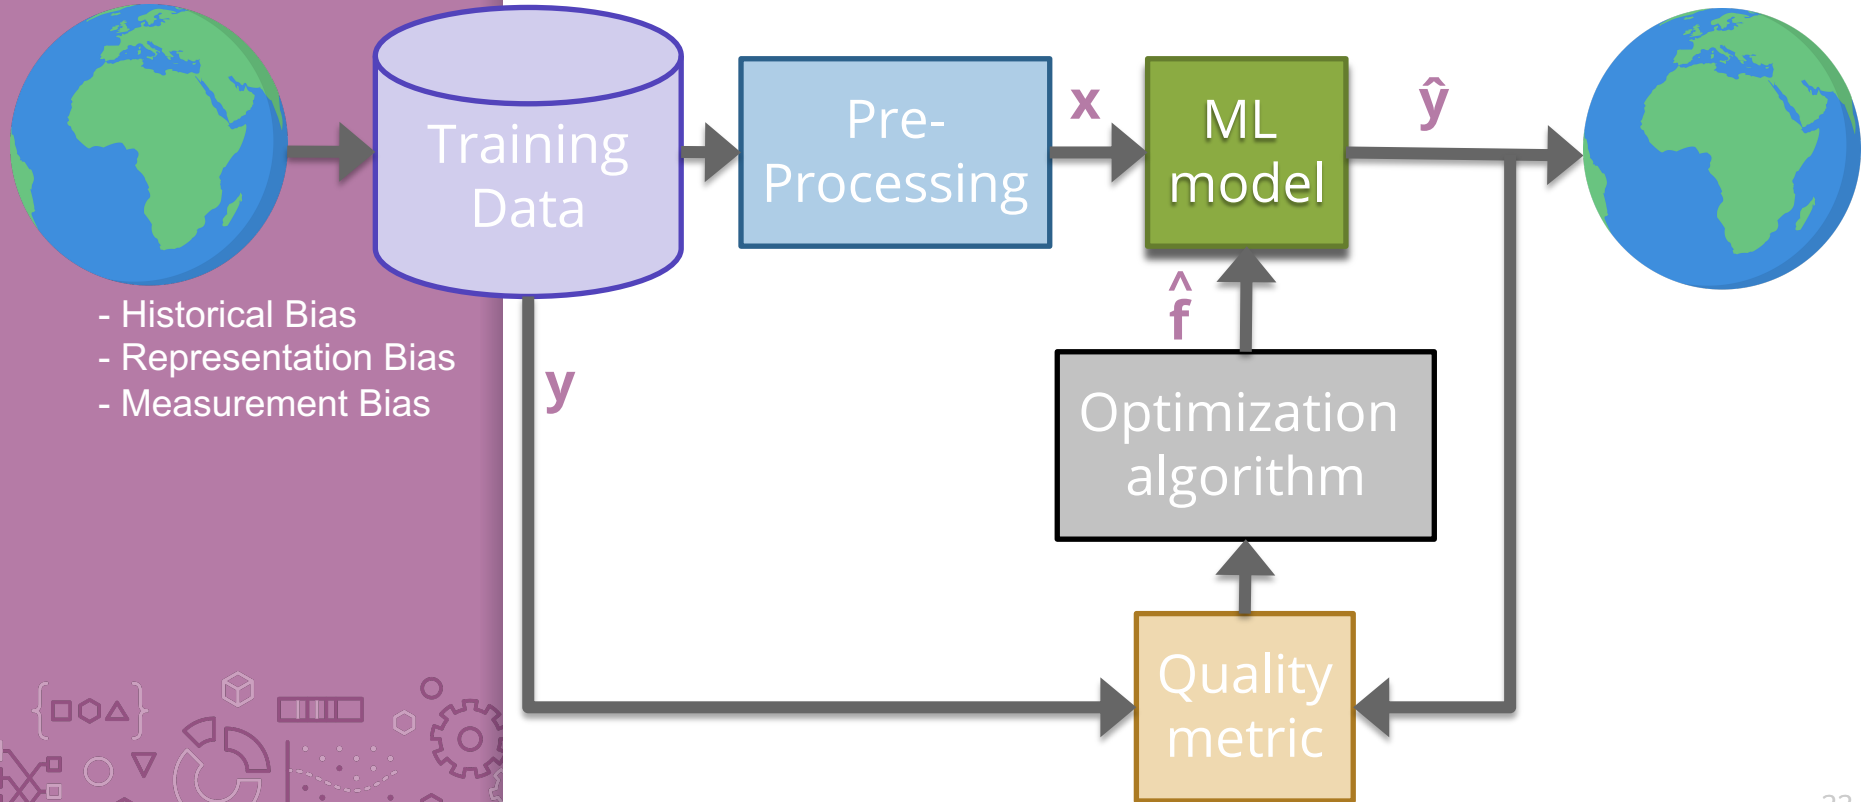 Training
Data
Pre-
Processing
x
ML
model
ŷ
- Historical Bias
- Representation Bias
- Measurement Bias
y
f̂
Optimization
algorithm
Quality
metric